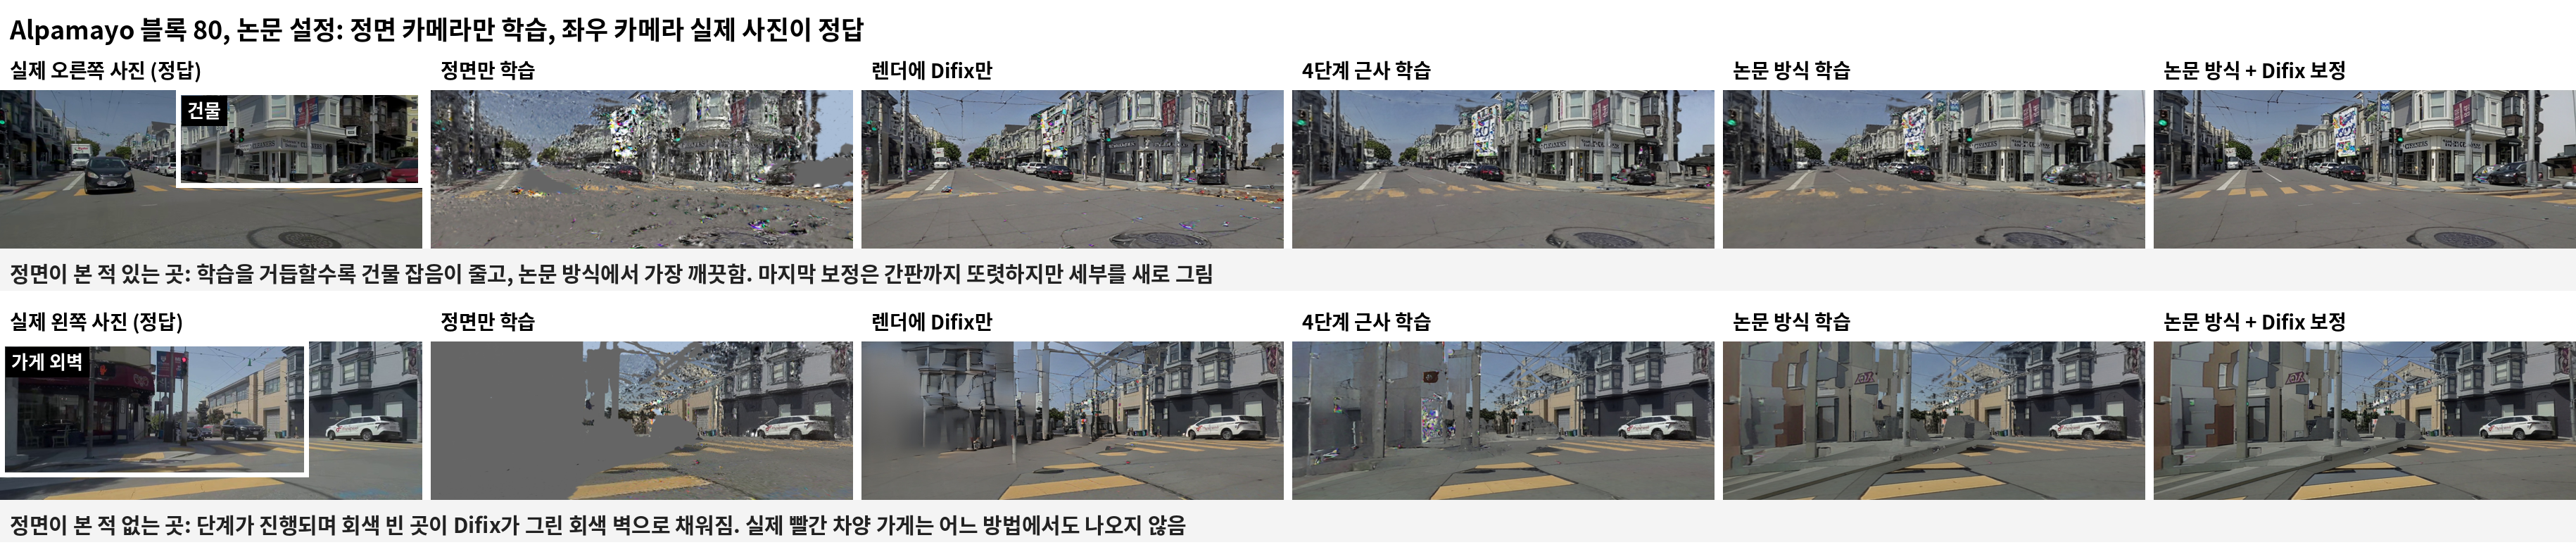 Alpamayo 블록 80, 논문 설정: 정면 카메라만 학습, 좌우 카메라 실제 사진이 정답
실제 오른쪽 사진 (정답)
정면만 학습
렌더에 Difix만
4단계 근사 학습
논문 방식 학습
논문 방식 + Difix 보정
건물
정면이 본 적 있는 곳: 학습을 거듭할수록 건물 잡음이 줄고, 논문 방식에서 가장 깨끗함. 마지막 보정은 간판까지 또렷하지만 세부를 새로 그림
실제 왼쪽 사진 (정답)
정면만 학습
렌더에 Difix만
4단계 근사 학습
논문 방식 학습
논문 방식 + Difix 보정
가게 외벽
정면이 본 적 없는 곳: 단계가 진행되며 회색 빈 곳이 Difix가 그린 회색 벽으로 채워짐. 실제 빨간 차양 가게는 어느 방법에서도 나오지 않음